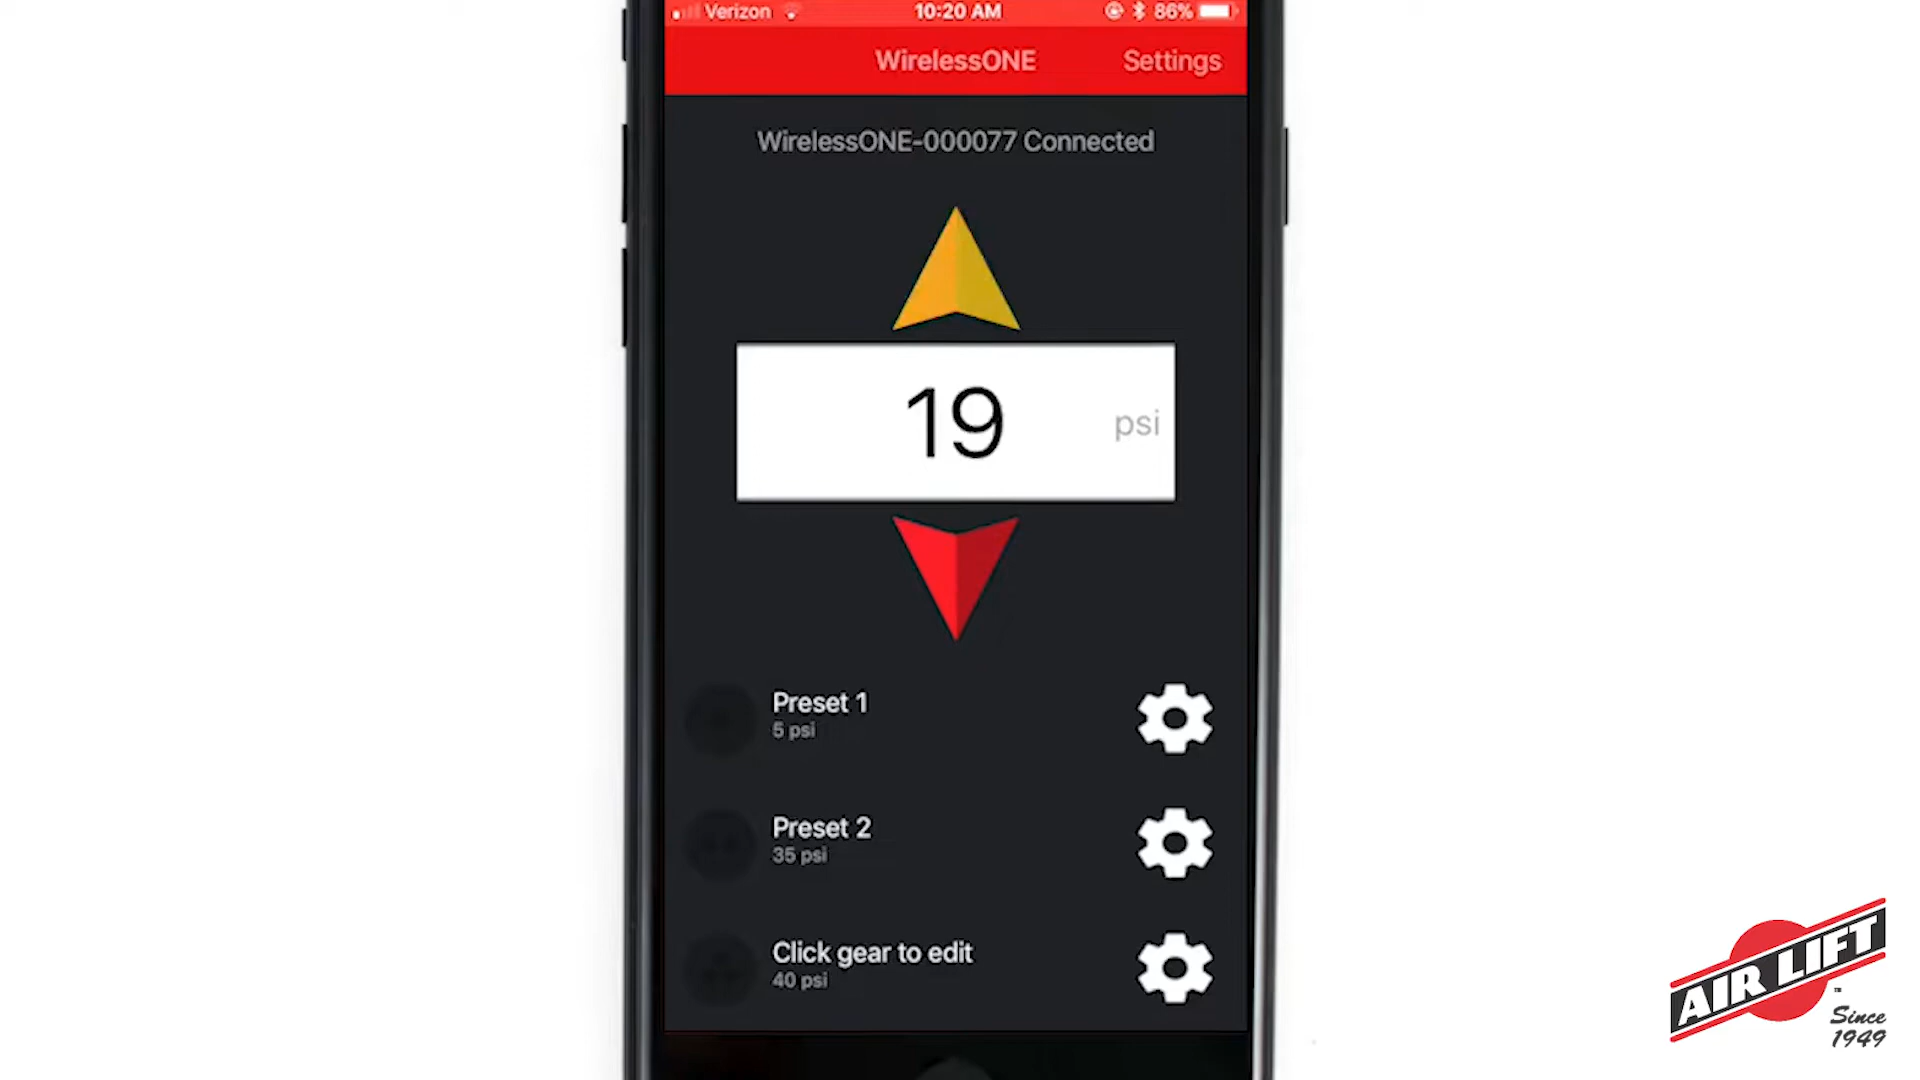 Verizon 10:20 AM 86%
WirelessONE Settings
WirelessONE-000077 Connected
19 psi
Preset 1
5 psi
Preset 2
35 psi
Click gear to edit
40 psi
AIR LIFT™
Since
1949